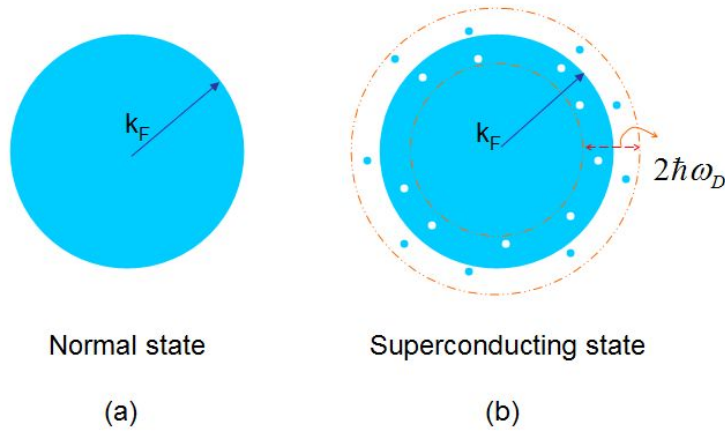 k_F
k_F
2ħω_D
Normal state
Superconducting state
(a)
(b)